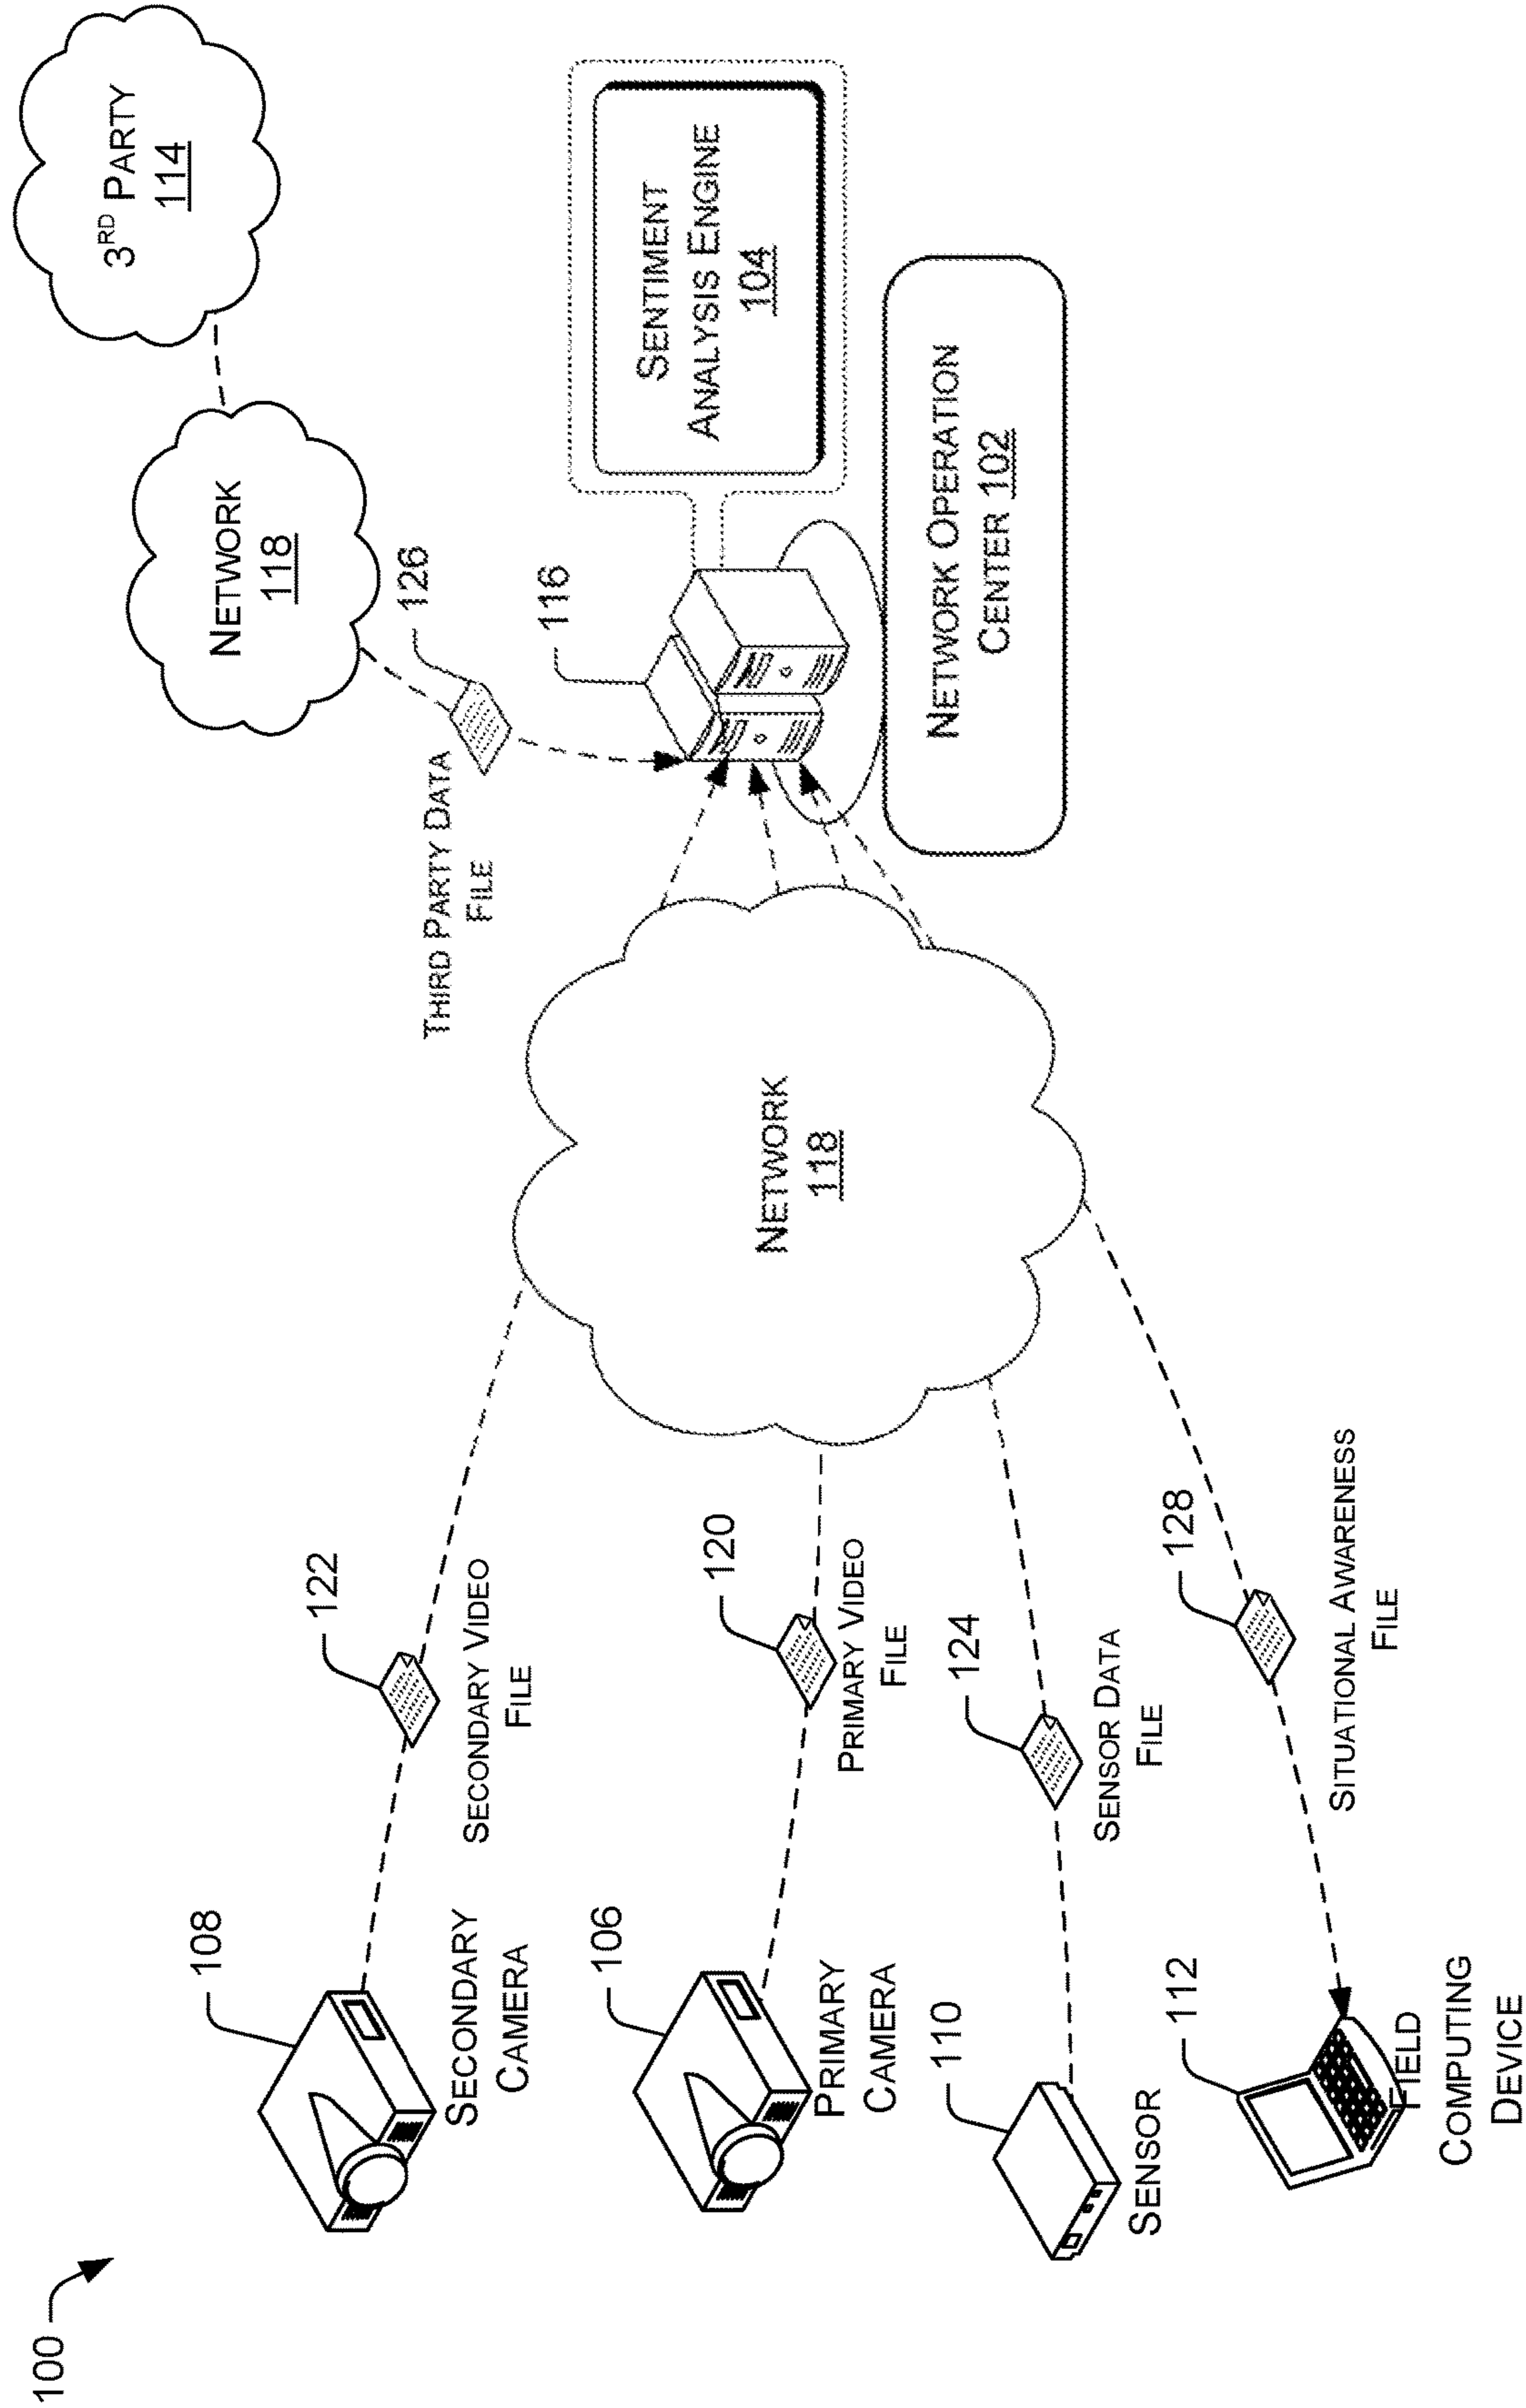 100
108
SECONDARY
CAMERA
122
SECONDARY VIDEO
FILE
106
PRIMARY
CAMERA
120
PRIMARY VIDEO
FILE
110
SENSOR
124
SENSOR DATA
FILE
112
FIELD
COMPUTING
DEVICE
128
SITUATIONAL AWARENESS
FILE
NETWORK
118
THIRD PARTY DATA
FILE
126
NETWORK
118
3RD PARTY
114
116
SENTIMENT
ANALYSIS ENGINE
104
NETWORK OPERATION
CENTER 102